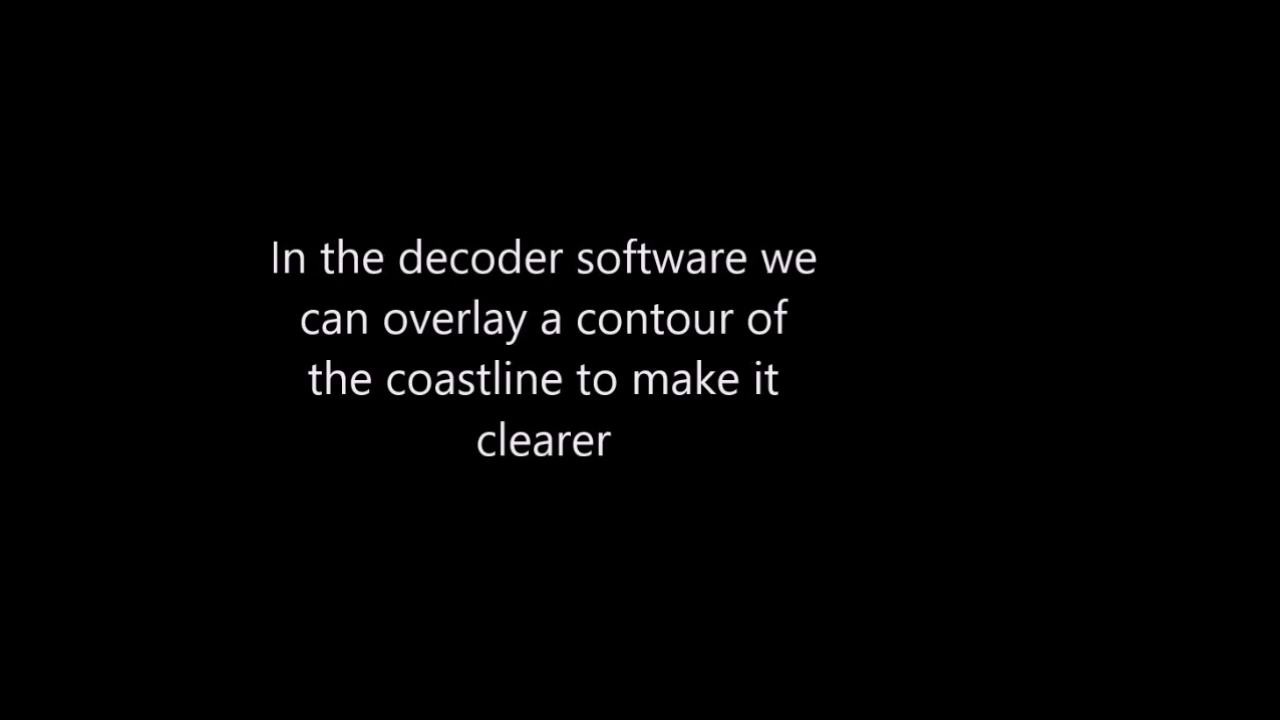 In the decoder software we
can overlay a contour of
the coastline to make it
clearer